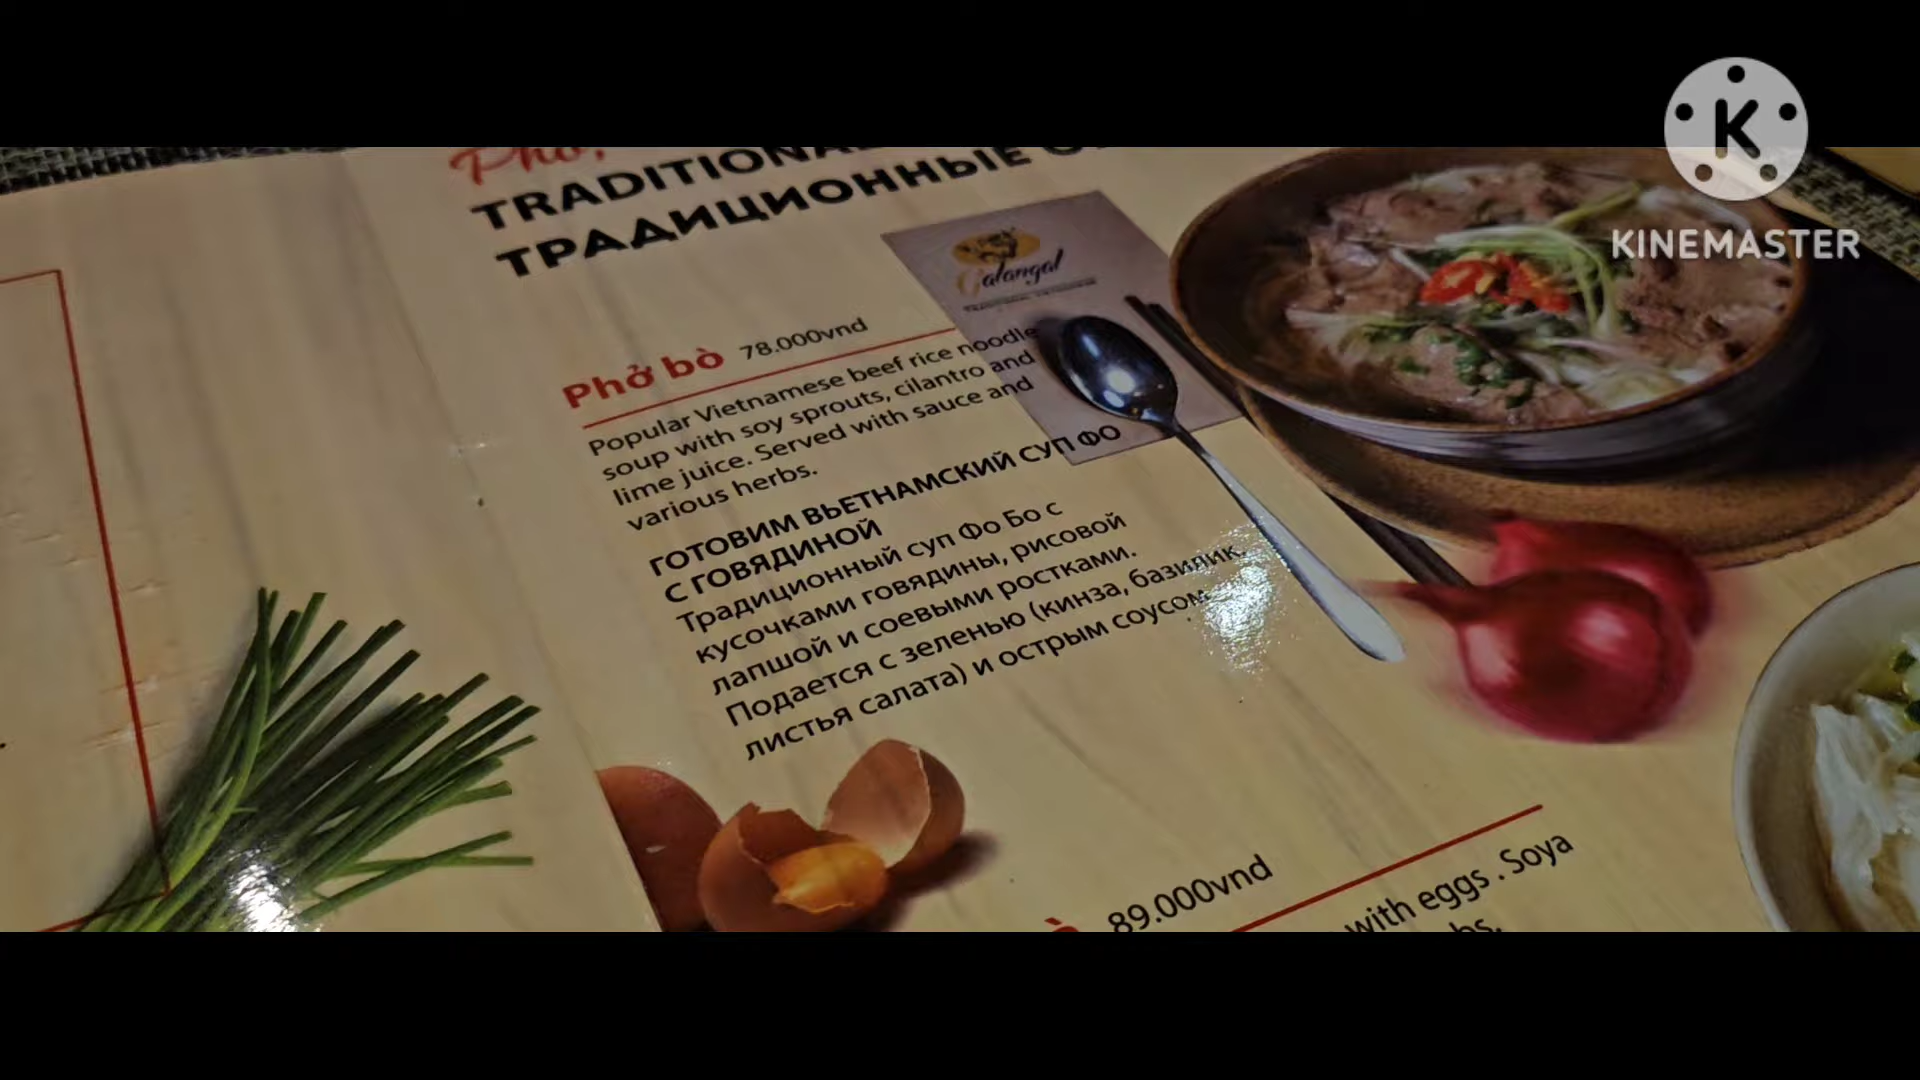 Phở,
TRADITIONAL
ТРАДИЦИОННЫЕ
Galangal
Phở bò 78.000vnd
Popular Vietnamese beef rice noodle
soup with soy sprouts, cilantro and
lime juice. Served with sauce and
various herbs.
ГОТОВИМ ВЬЕТНАМСКИЙ СУП ФО
С ГОВЯДИНОЙ
Традиционный суп Фо Бо с
кусочками говядины, рисовой
лапшой и соевыми ростками.
Подается с зеленью (кинза, базилик,
листья салата) и острым соусом
89.000vnd
with eggs . Soya
K
KINEMASTER